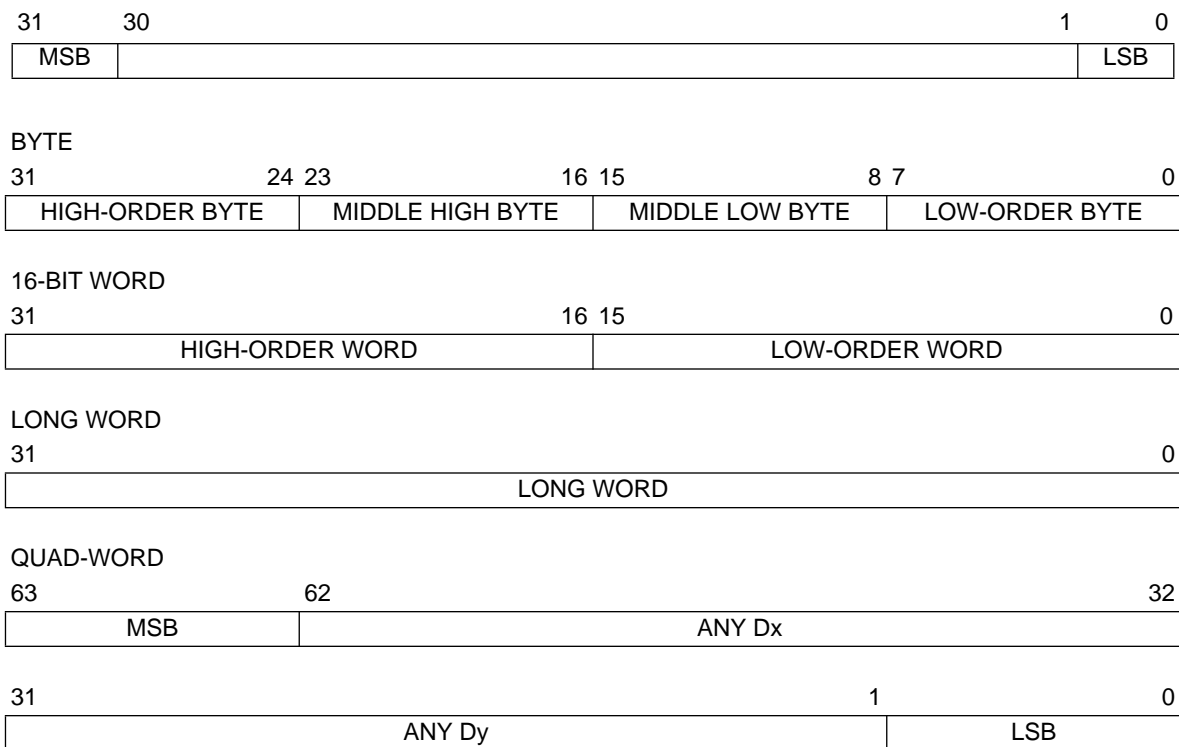 31 30 1 0
MSB LSB
BYTE
31 24 23 16 15 8 7 0
HIGH-ORDER BYTE MIDDLE HIGH BYTE MIDDLE LOW BYTE LOW-ORDER BYTE
16-BIT WORD
31 16 15 0
HIGH-ORDER WORD LOW-ORDER WORD
LONG WORD
31 0
LONG WORD
QUAD-WORD
63 62 32
MSB ANY Dx
31 1 0
ANY Dy LSB